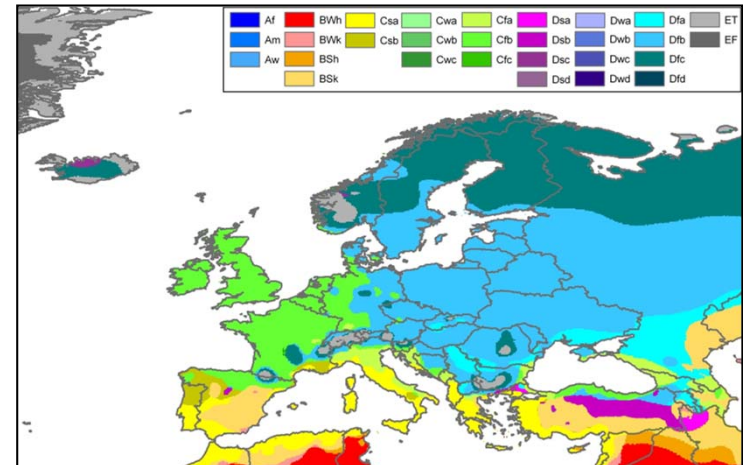 Af BWh Csa Cwa Cfa Dsa Dwa Dfa ET
Am BWk Csb Cwb Cfb Dsb Dwb Dfb EF
Aw BSh Cwc Cfc Dsc Dwc Dfc
BSk Dsd Dwd Dfd